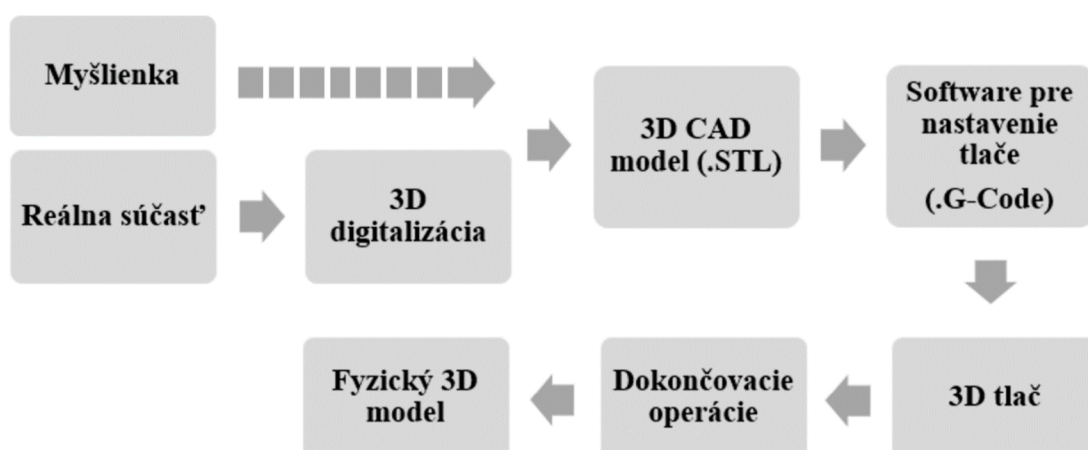 Myšlienka
Reálna súčasť
3D
digitalizácia
3D CAD
model (.STL)
Software pre
nastavenie
tlače
(.G-Code)
3D tlač
Dokončovacie
operácie
Fyzický 3D
model